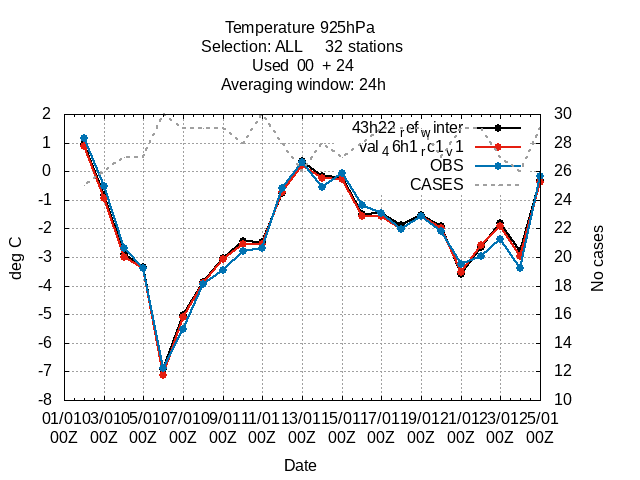 Temperature 925hPa
Selection: ALL 32 stations
Used 00 + 24
Averaging window: 24h
2 30
43h22ref winter
1 28
val 46h1rc1v1
OBS
0 26
CASES
-1 24
-2 22
-3 20
-4 18
-5 16
-6 14
-7 12
-8 10
deg C
No cases
01/01 03/01 05/01 07/01 09/01 11/01 13/01 15/01 17/01 19/01 21/01 23/01 25/01
00Z 00Z 00Z 00Z 00Z 00Z 00Z 00Z 00Z 00Z 00Z 00Z 00Z
Date